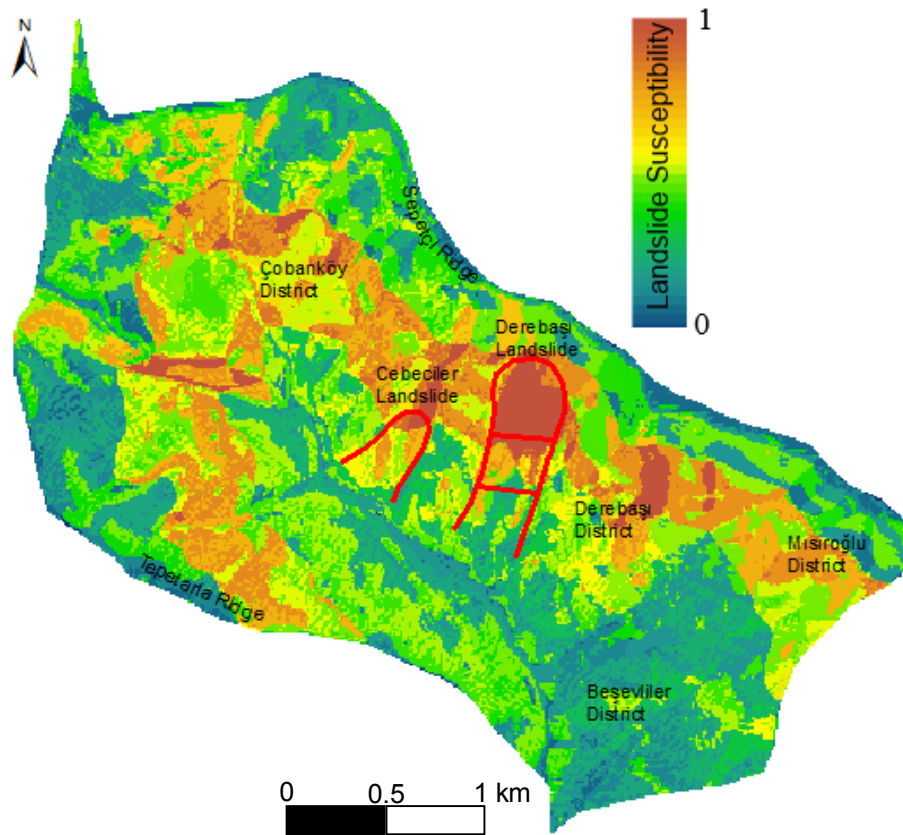 N
1
Landslide Susceptibility
0
Sepetçi Ridge
Çobanköy
District
Derebaşı
Landslide
Cebeciler
Landslide
Derebaşı
District
Mısıroğlu
District
Tepetarla Ridge
Beşevliler
District
0 0.5 1 km